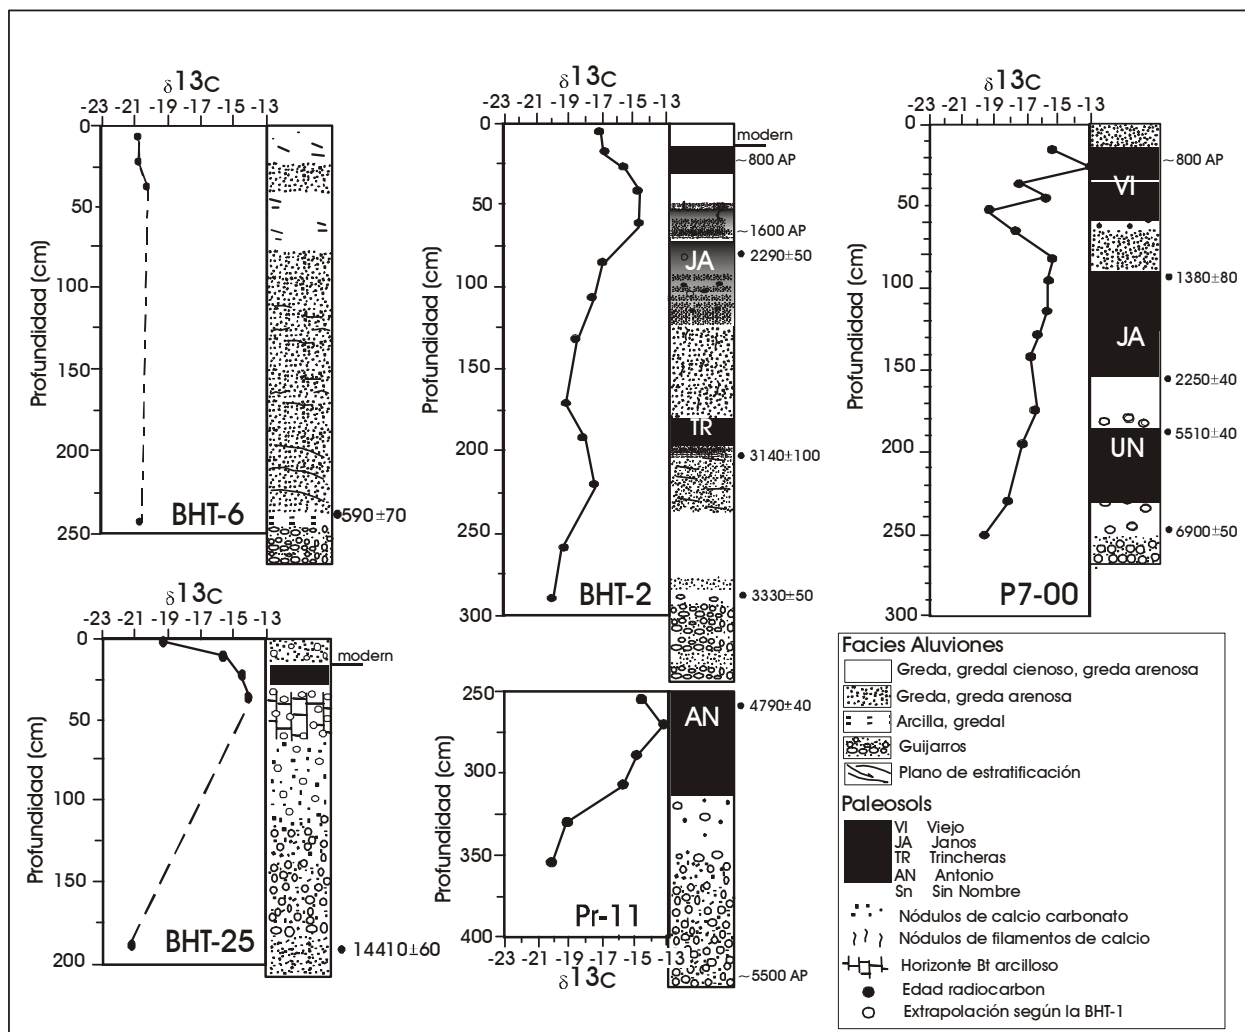 δ13C
-23 -21 -19 -17 -15 -13
0
50
100
150
200
250
Profundidad (cm)
BHT-6
590±70
δ13C
-23 -21 -19 -17 -15 -13
0
50
100
150
200
250
300
Profundidad (cm)
BHT-2
modern
~800 AP
~1600 AP
JA
2290±50
TR
3140±100
3330±50
δ13C
-23 -21 -19 -17 -15 -13
0
50
100
150
200
250
300
Profundidad (cm)
P7-00
~800 AP
VI
1380±80
JA
2250±40
5510±40
UN
6900±50
δ13C
-23 -21 -19 -17 -15 -13
0
50
100
150
200
Profundidad (cm)
BHT-25
modern
14410±60
250
300
350
400
Profundidad (cm)
Pr-11
AN
4790±40
~5500 AP
-23 -21 -19 -17 -15 -13
δ13C
Facies Aluviones
Greda, gredal cienoso, greda arenosa
Greda, greda arenosa
Arcilla, gredal
Guijarros
Plano de estratificación
Paleosols
VI Viejo
JA Janos
TR Trincheras
AN Antonio
Sn Sin Nombre
Nódulos de calcio carbonato
Nódulos de filamentos de calcio
Horizonte Bt arcilloso
Edad radiocarbon
Extrapolación según la BHT-1